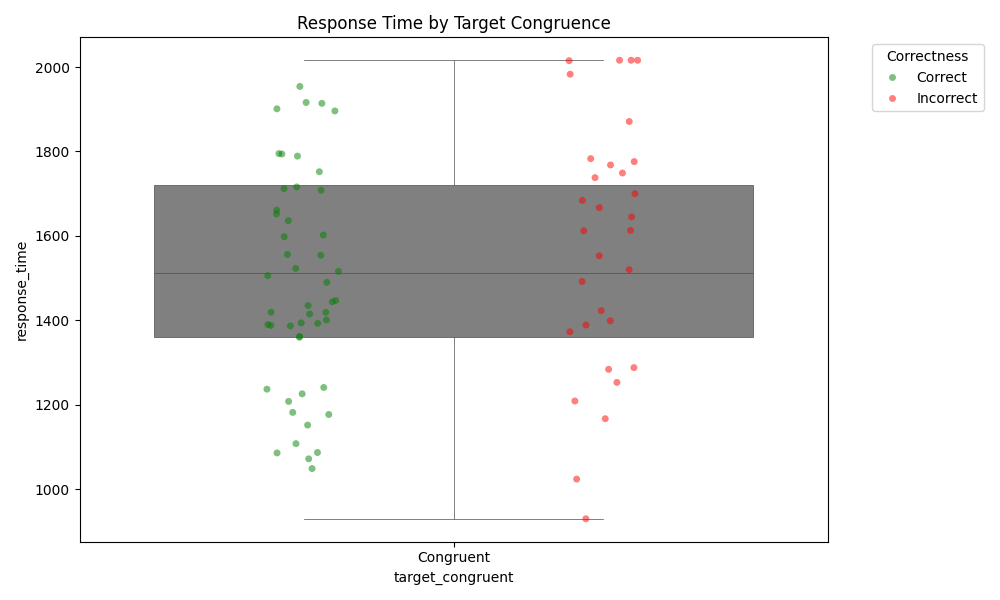 Response Time by Target Congruence
Correctness
Correct
Incorrect
response_time
2000
1800
1600
1400
1200
1000
Congruent
target_congruent